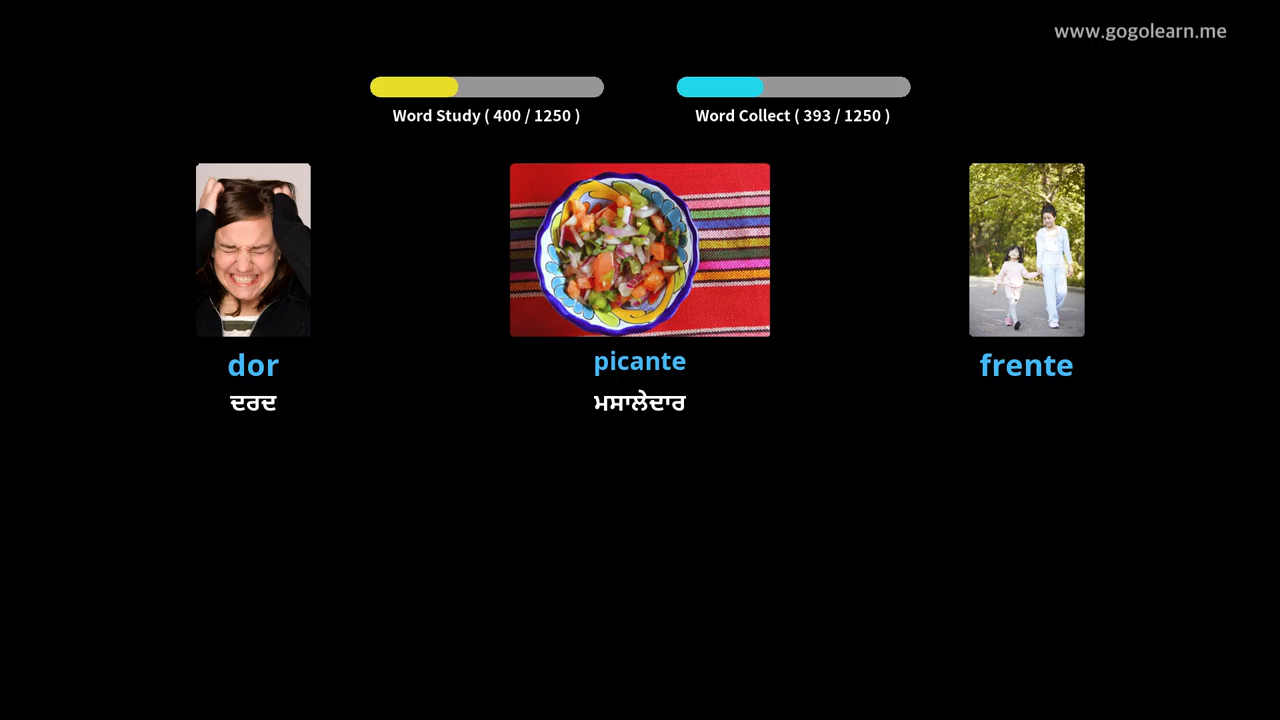 www.gogolearn.me
Word Study ( 400 / 1250 )
Word Collect ( 393 / 1250 )
dor
picante
frente
ਦਰਦ
ਮਸਾਲੇਦਾਰ